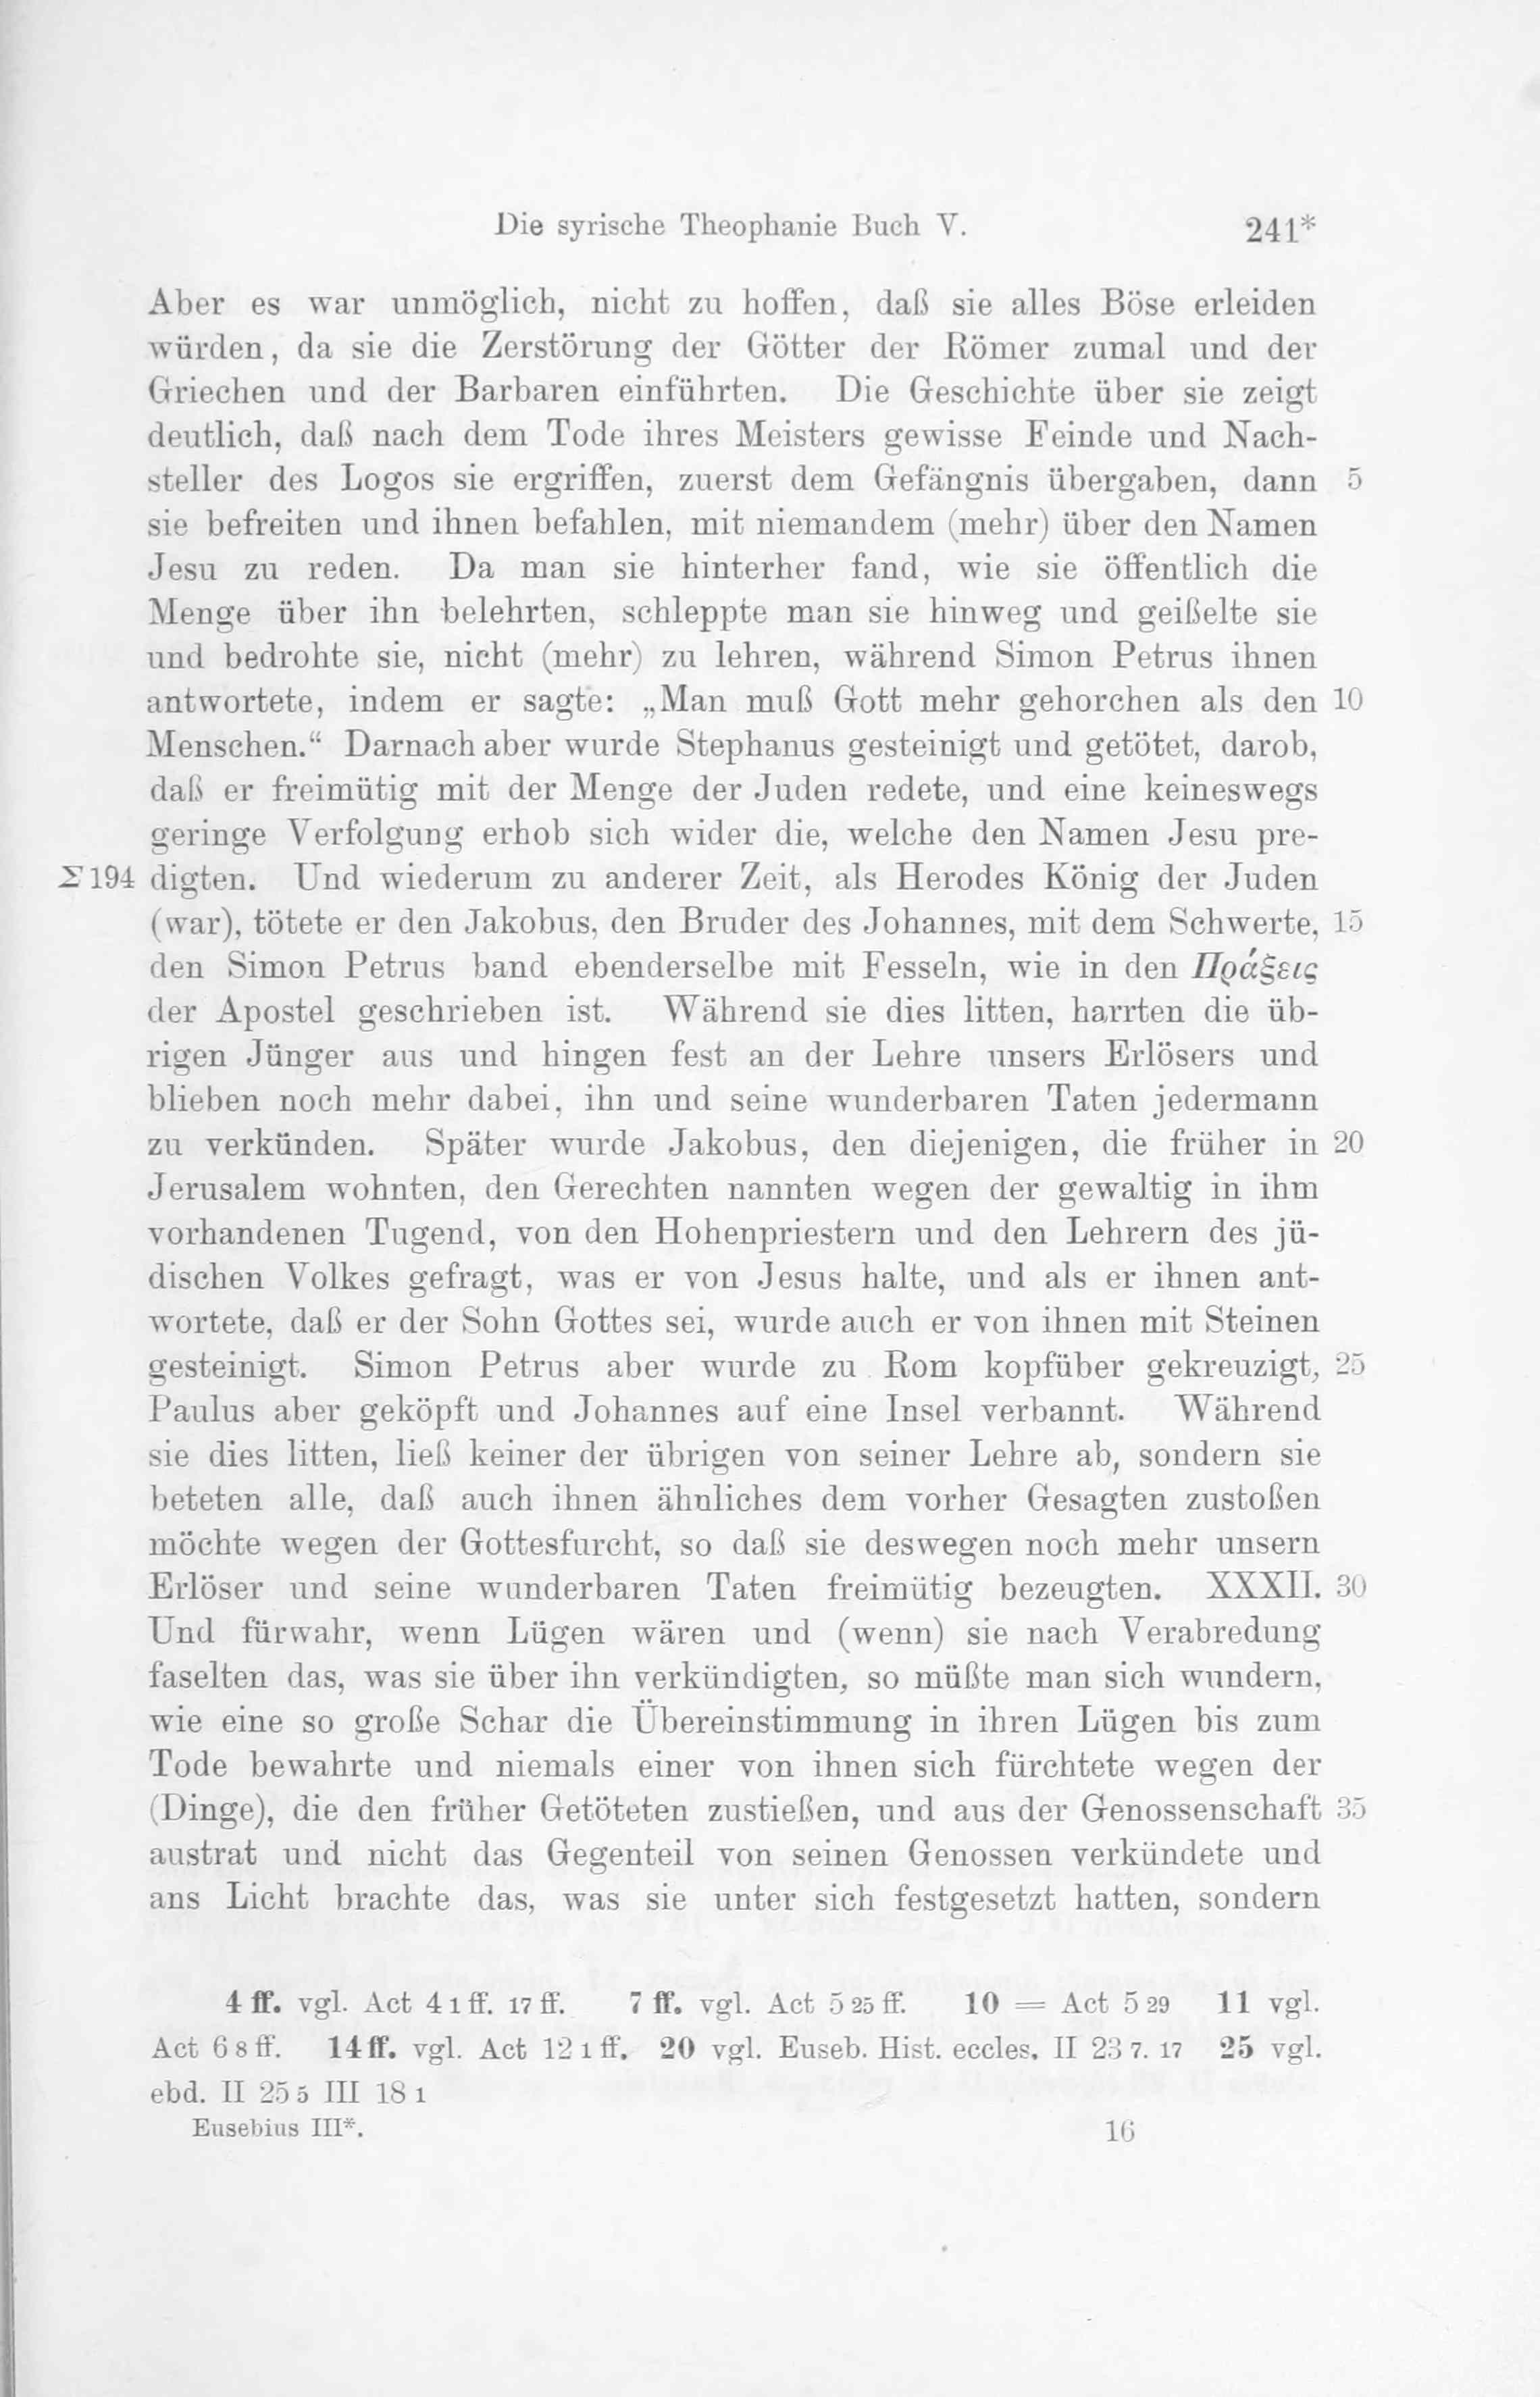 Die syrische Theophanie Buch V. 241*
Aber es war unmöglich, nicht zu hoffen, daß sie alles Böse erleiden
würden, da sie die Zerstörung der Götter der Römer zumal und der
Griechen und der Barbaren einführten. Die Geschichte über sie zeigt
deutlich, daß nach dem Tode ihres Meisters gewisse Feinde und Nach-
steller des Logos sie ergriffen, zuerst dem Gefängnis übergaben, dann 5
sie befreiten und ihnen befahlen, mit niemandem (mehr) über den Namen
Jesu zu reden. Da man sie hinterher fand, wie sie öffentlich die
Menge über ihn belehrten, schleppte man sie hinweg und geißelte sie
und bedrohte sie, nicht (mehr) zu lehren, während Simon Petrus ihnen
antwortete, indem er sagte: „Man muß Gott mehr gehorchen als den 10
Menschen.“ Darnach aber wurde Stephanus gesteinigt und getötet, darob,
daß er freimütig mit der Menge der Juden redete, und eine keineswegs
geringe Verfolgung erhob sich wider die, welche den Namen Jesu pre-
Σ 194 digten. Und wiederum zu anderer Zeit, als Herodes König der Juden
(war), tötete er den Jakobus, den Bruder des Johannes, mit dem Schwerte, 15
den Simon Petrus band ebenderselbe mit Fesseln, wie in den Πράξεις
der Apostel geschrieben ist. Während sie dies litten, harrten die üb-
rigen Jünger aus und hingen fest an der Lehre unsers Erlösers und
blieben noch mehr dabei, ihn und seine wunderbaren Taten jedermann
zu verkünden. Später wurde Jakobus, den diejenigen, die früher in 20
Jerusalem wohnten, den Gerechten nannten wegen der gewaltig in ihm
vorhandenen Tugend, von den Hohenpriestern und den Lehrern des jü-
dischen Volkes gefragt, was er von Jesus halte, und als er ihnen ant-
wortete, daß er der Sohn Gottes sei, wurde auch er von ihnen mit Steinen
gesteinigt. Simon Petrus aber wurde zu Rom kopfüber gekreuzigt, 25
Paulus aber geköpft und Johannes auf eine Insel verbannt. Während
sie dies litten, ließ keiner der übrigen von seiner Lehre ab, sondern sie
beteten alle, daß auch ihnen ähnliches dem vorher Gesagten zustoßen
möchte wegen der Gottesfurcht, so daß sie deswegen noch mehr unsern
Erlöser und seine wunderbaren Taten freimütig bezeugten. XXXII. 30
Und fürwahr, wenn Lügen wären und (wenn) sie nach Verabredung
faselten das, was sie über ihn verkündigten, so müßte man sich wundern,
wie eine so große Schar die Übereinstimmung in ihren Lügen bis zum
Tode bewahrte und niemals einer von ihnen sich fürchtete wegen der
(Dinge), die den früher Getöteten zustießen, und aus der Genossenschaft 35
austrat und nicht das Gegenteil von seinen Genossen verkündete und
ans Licht brachte das, was sie unter sich festgesetzt hatten, sondern
4 ff. vgl. Act 4 1 ff. 17 ff. 7 ff. vgl. Act 5 25 ff. 10 = Act 5 29 11 vgl.
Act 6 8 ff. 14 ff. vgl. Act 12 1 ff. 20 vgl. Euseb. Hist. eccles. II 23 7. 17 25 vgl.
ebd. II 25 5 III 18 1
Eusebius III*. 16